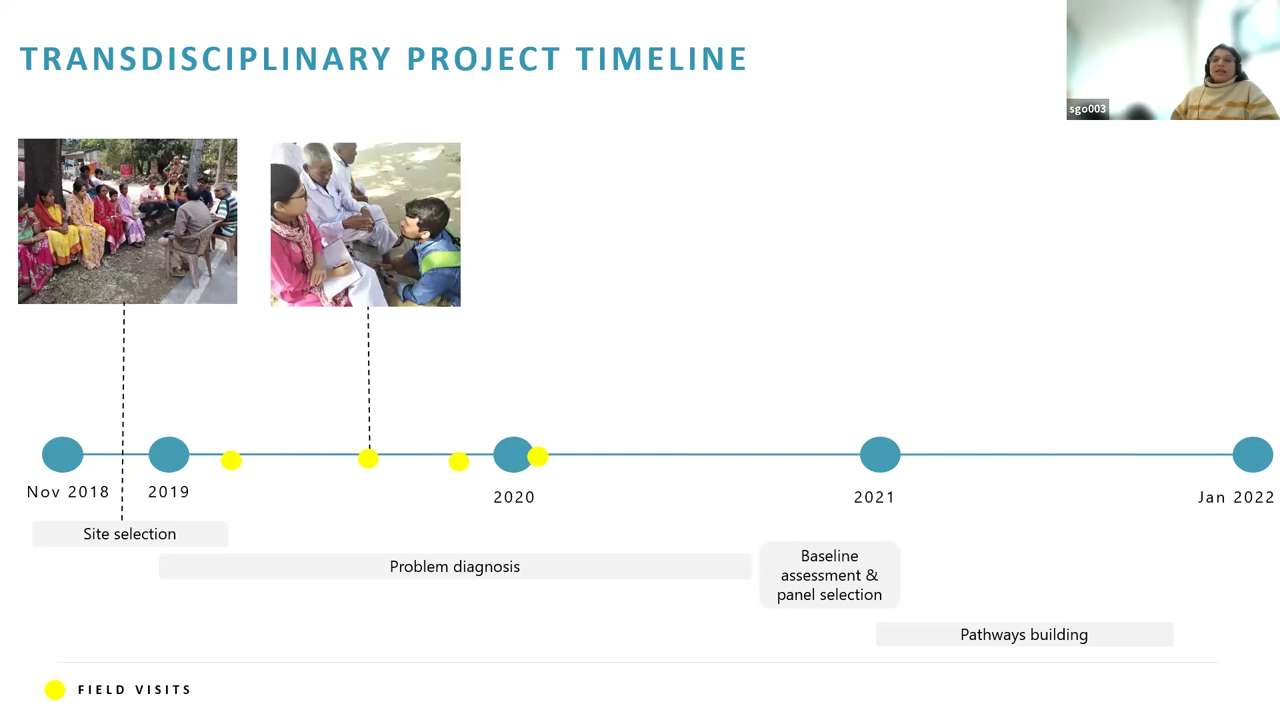 TRANSDISCIPLINARY PROJECT TIMELINE
sgo003
Nov 2018
2019
2020
2021
Jan 2022
Site selection
Problem diagnosis
Baseline
assessment &
panel selection
Pathways building
FIELD VISITS